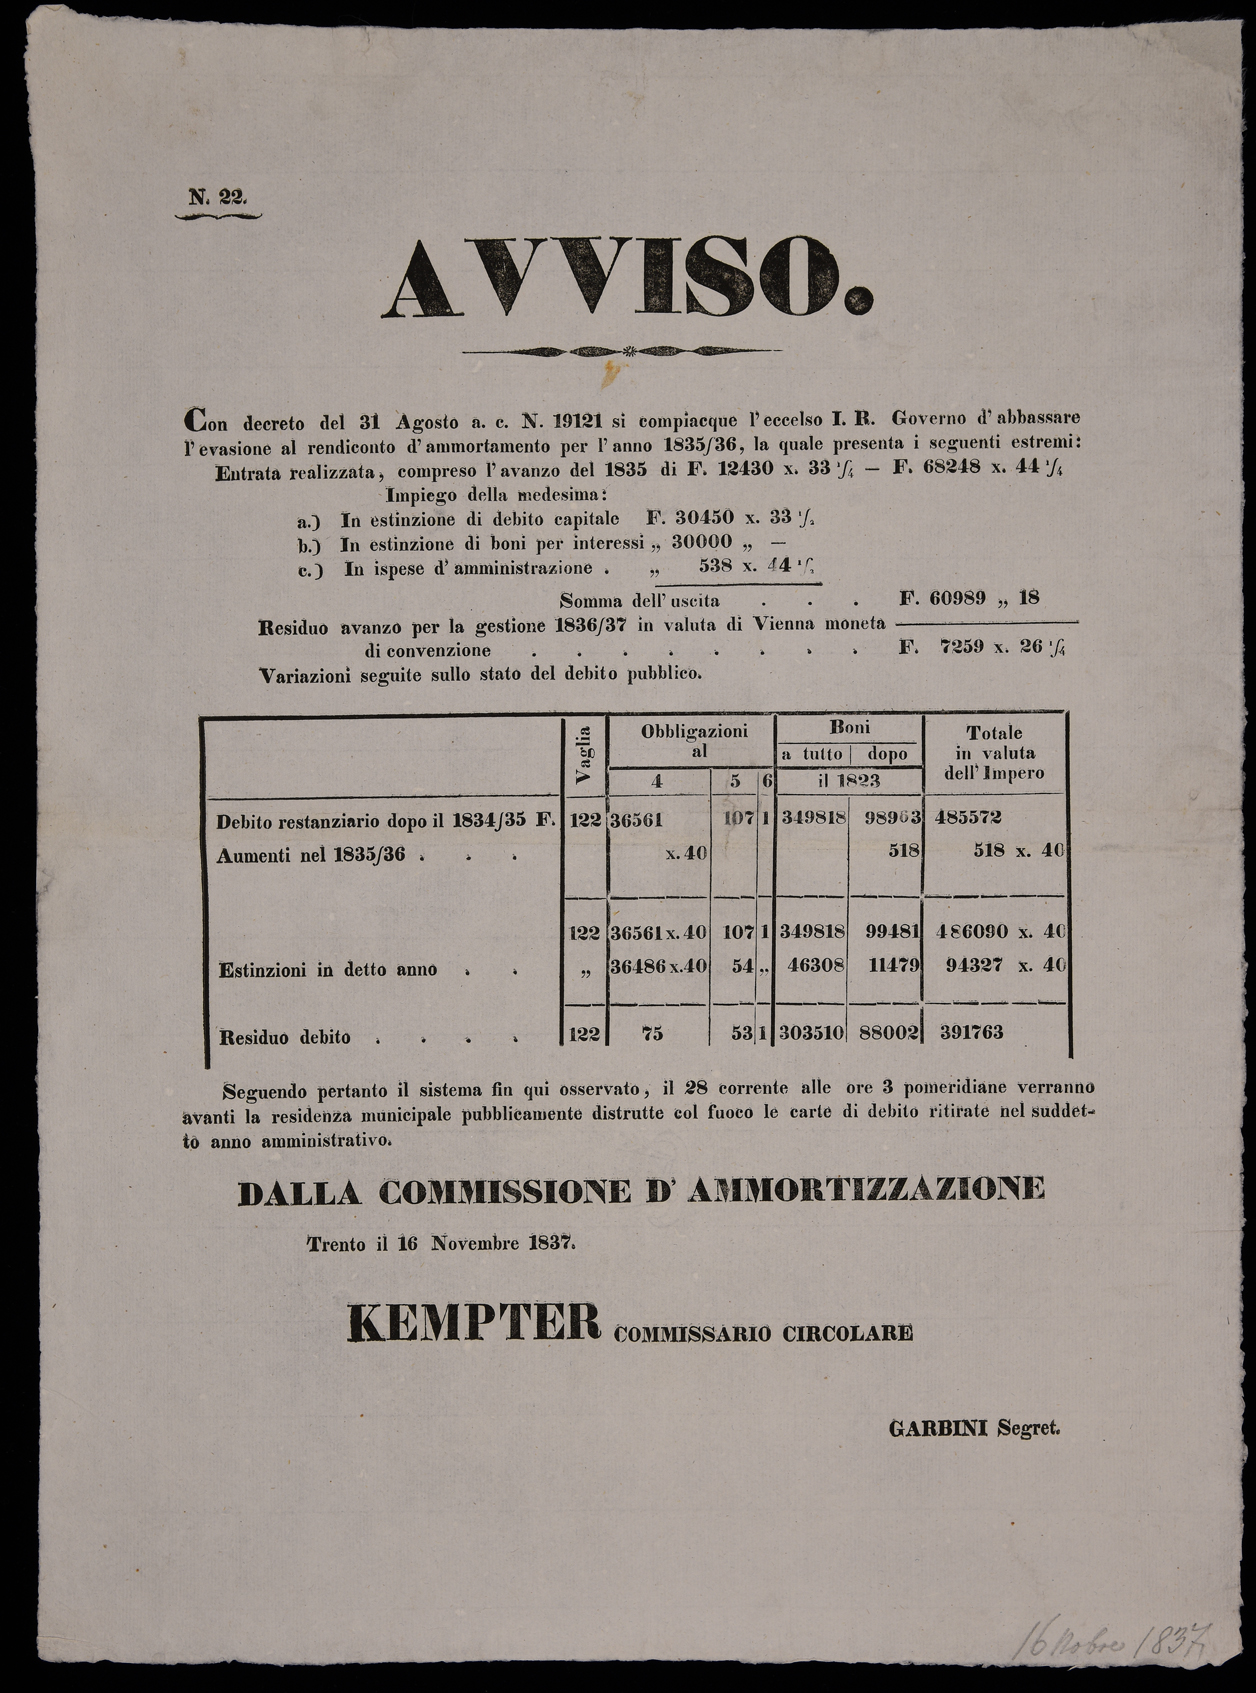 N. 22.
AVVISO.
Con decreto del 31 Agosto a. c. N. 19121 si compiacque l'eccelso I. R. Governo d'abbassare
l'evasione al rendiconto d'ammortamento per l'anno 1835/36, la quale presenta i seguenti estremi:
Entrata realizzata, compreso l'avanzo del 1835 di F. 12430 x. 33 1/4 — F. 68248 x. 44 1/4
Impiego della medesima:
a.) In estinzione di debito capitale F. 30450 x. 33 1/2
b.) In estinzione di boni per interessi „ 30000 „ —
c.) In ispese d'amministrazione . „ 538 x. 44 1/2
Somma dell'uscita . . . F. 60989 „ 18
Residuo avanzo per la gestione 1836/37 in valuta di Vienna moneta
di convenzione . . . . . . . . F. 7259 x. 26 1/4
Variazioni seguite sullo stato del debito pubblico.
Vaglia Obbligazioni al Boni Totale in valuta dell'Impero
a tutto dopo
4 5 6 il 1823
Debito restanziario dopo il 1834/35 F. 122 36561 107 1 349818 98963 485572
Aumenti nel 1835/36 . . . x. 40 518 518 x. 40
122 36561 x. 40 107 1 349818 99481 486090 x. 40
Estinzioni in detto anno . . „ 36486 x. 40 54 „ 46308 11479 94327 x. 40
Residuo debito . . . . 122 75 53 1 303510 88002 391763
Seguendo pertanto il sistema fin qui osservato, il 28 corrente alle ore 3 pomeridiane verranno
avanti la residenza municipale pubblicamente distrutte col fuoco le carte di debito ritirate nel suddet-
to anno amministrativo.
DALLA COMMISSIONE D'AMMORTIZZAZIONE
Trento il 16 Novembre 1837.
KEMPTER COMMISSARIO CIRCOLARE
GARBINI Segret.
16 Nobre 1837